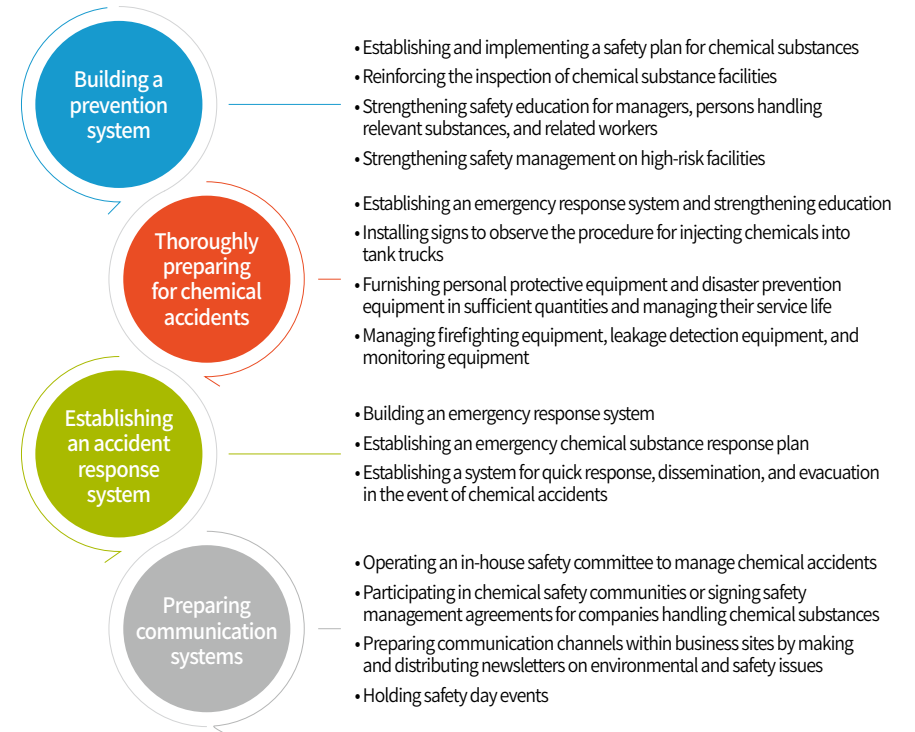 Building a
prevention
system
• Establishing and implementing a safety plan for chemical substances
• Reinforcing the inspection of chemical substance facilities
• Strengthening safety education for managers, persons handling
relevant substances, and related workers
• Strengthening safety management on high-risk facilities
Thoroughly
preparing
for chemical
accidents
• Establishing an emergency response system and strengthening education
• Installing signs to observe the procedure for injecting chemicals into
tank trucks
• Furnishing personal protective equipment and disaster prevention
equipment in sufficient quantities and managing their service life
• Managing firefighting equipment, leakage detection equipment, and
monitoring equipment
Establishing
an accident
response
system
• Building an emergency response system
• Establishing an emergency chemical substance response plan
• Establishing a system for quick response, dissemination, and evacuation
in the event of chemical accidents
Preparing
communication
systems
• Operating an in-house safety committee to manage chemical accidents
• Participating in chemical safety communities or signing safety
management agreements for companies handling chemical substances
• Preparing communication channels within business sites by making
and distributing newsletters on environmental and safety issues
• Holding safety day events